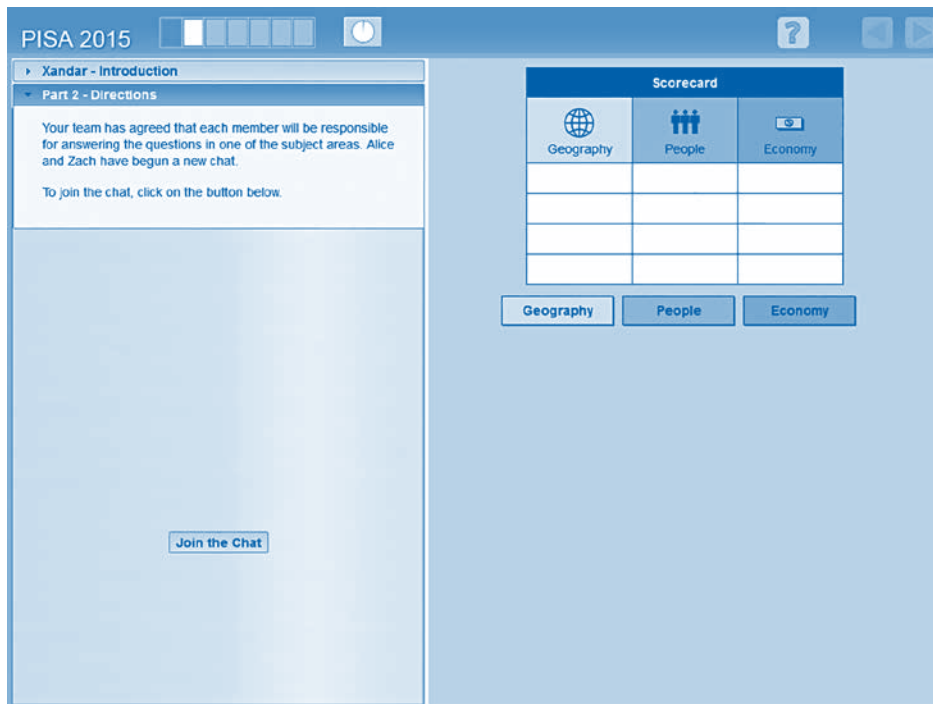 PISA 2015
?
Xandar - Introduction
Part 2 - Directions
Your team has agreed that each member will be responsible
for answering the questions in one of the subject areas. Alice
and Zach have begun a new chat.
To join the chat, click on the button below.
Join the Chat
Scorecard
Geography People Economy
Geography People Economy